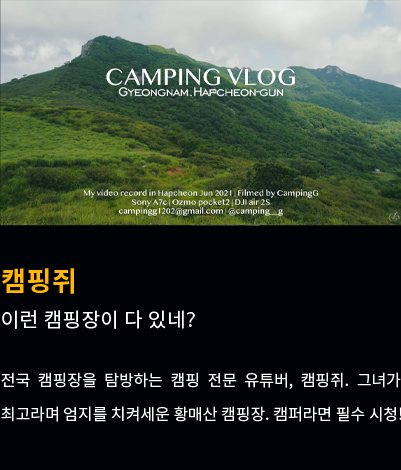 CAMPING VLOG
GYEONGNAM. HAPCHEON-GUN
My video record in Hapcheon Jun 2021 | Filmed by CampingG
Sony A7c | Ozmo pocket2 | DJI air 2S
campingg1202@gmail.com | @camping__g
캠핑쥐
이런 캠핑장이 다 있네?
전국 캠핑장을 탐방하는 캠핑 전문 유튜버, 캠핑쥐. 그녀가
최고라며 엄지를 치켜세운 황매산 캠핑장. 캠퍼라면 필수 시청!